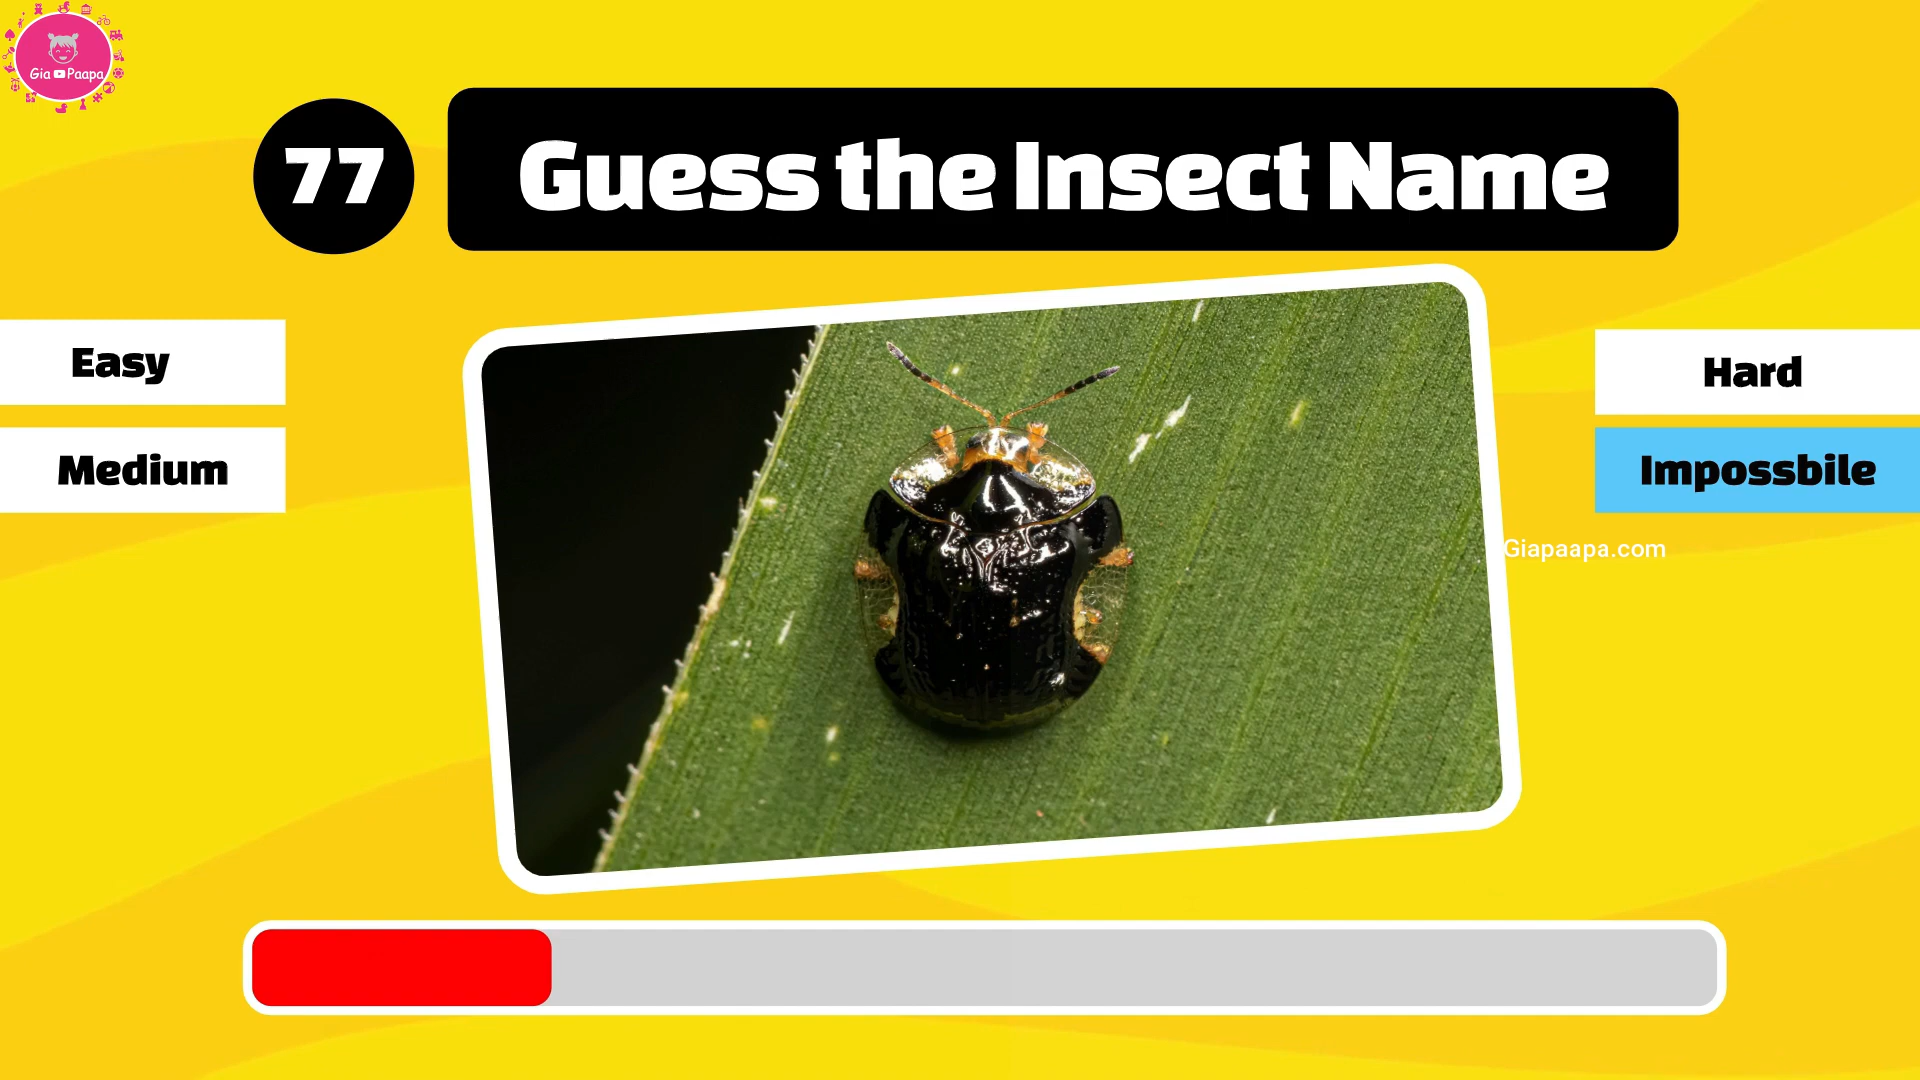 Gia Paapa
77
Guess the Insect Name
Easy
Medium
Hard
Impossbile
Giapaapa.com